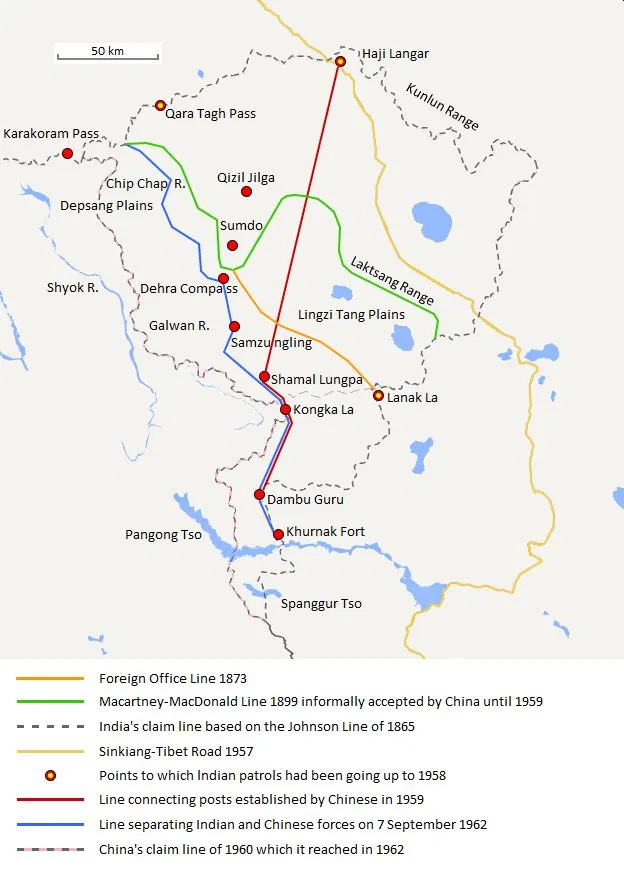 50 km
Haji Langar
Kunlun Range
Qara Tagh Pass
Karakoram Pass
Chip Chap R.
Qizil Jilga
Depsang Plains
Sumdo
Laktsang Range
Shyok R.
Dehra Compass
Lingzi Tang Plains
Galwan R.
Samzungling
Shamal Lungpa
Lanak La
Kongka La
Dambu Guru
Pangong Tso
Khurnak Fort
Spanggur Tso
Foreign Office Line 1873
Macartney-MacDonald Line 1899 informally accepted by China until 1959
India's claim line based on the Johnson Line of 1865
Sinkiang-Tibet Road 1957
Points to which Indian patrols had been going up to 1958
Line connecting posts established by Chinese in 1959
Line separating Indian and Chinese forces on 7 September 1962
China's claim line of 1960 which it reached in 1962